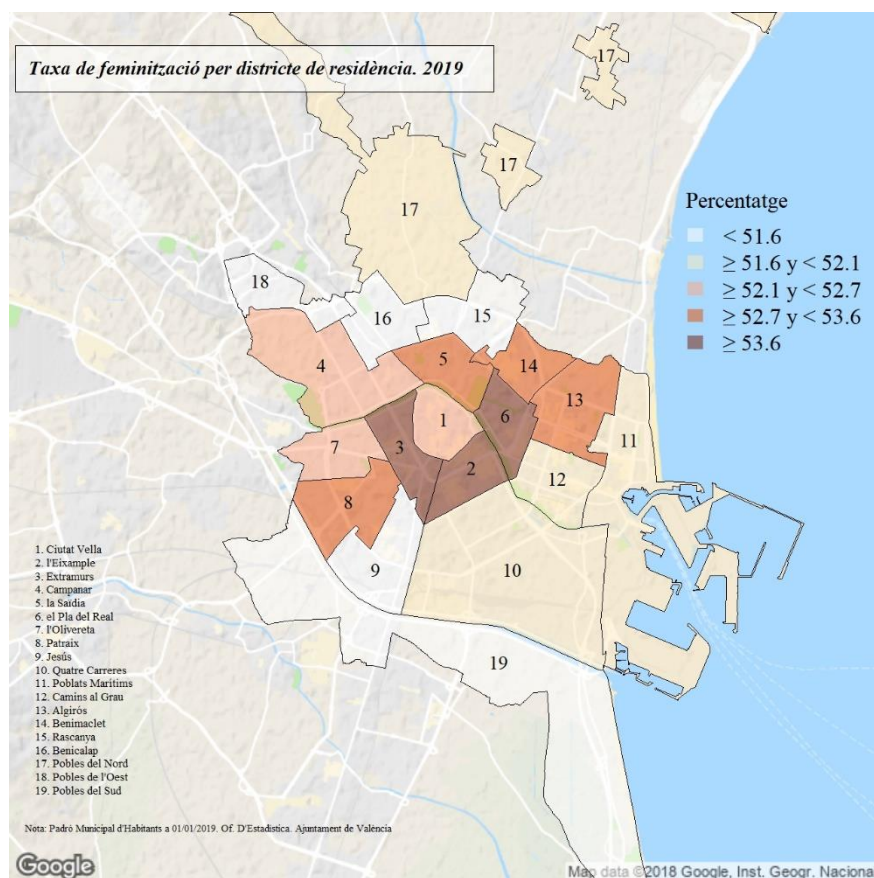 Taxa de feminització per districte de residència. 2019
17
17
17
Percentatge
< 51.6
≥ 51.6 y < 52.1
≥ 52.1 y < 52.7
≥ 52.7 y < 53.6
≥ 53.6
18
16
15
4
5
14
13
6
1
11
3
7
2
12
8
9
10
19
1. Ciutat Vella
2. l'Eixample
3. Extramurs
4. Campanar
5. la Saïdia
6. el Pla del Real
7. l'Olivereta
8. Patraix
9. Jesús
10. Quatre Carreres
11. Poblats Marítims
12. Camins al Grau
13. Algirós
14. Benimaclet
15. Rascanya
16. Benicalap
17. Pobles del Nord
18. Pobles de l'Oest
19. Pobles del Sud
Nota: Padró Municipal d'Habitants a 01/01/2019. Of. D'Estadística. Ajuntament de València
Google
Map data ©2018 Google, Inst. Geogr. Naciona